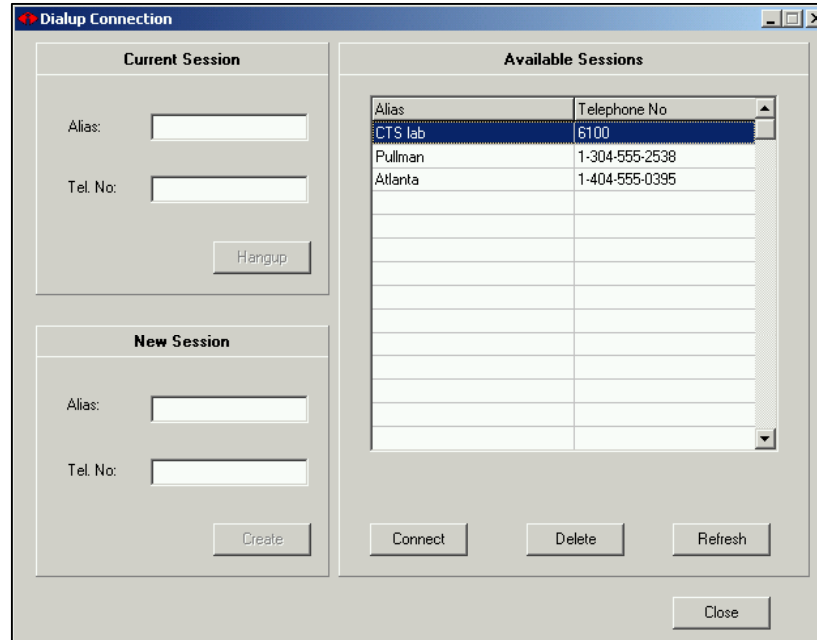 Dialup Connection
Current Session
Alias:
Tel. No:
Hangup
New Session
Alias:
Tel. No:
Create
Available Sessions
Alias Telephone No
CTS lab 6100
Pullman 1-304-555-2538
Atlanta 1-404-555-0395
Connect Delete Refresh
Close